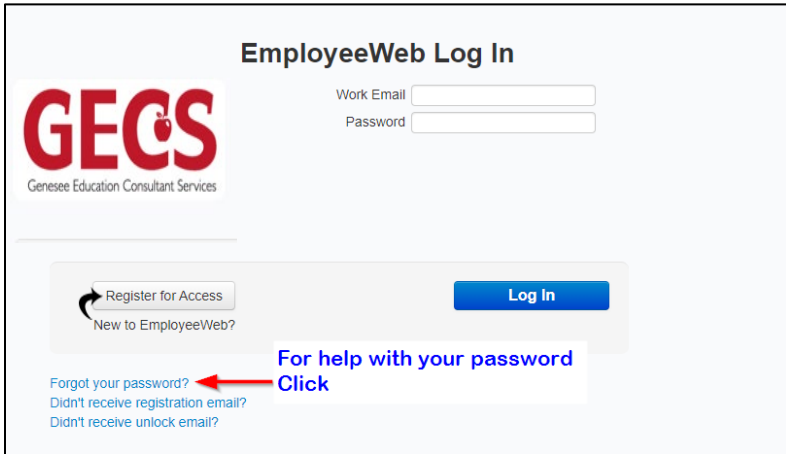 EmployeeWeb Log In
GECS
Genesee Education Consultant Services
Work Email
Password
Register for Access
New to EmployeeWeb?
Log In
For help with your password
Click
Forgot your password?
Didn't receive registration email?
Didn't receive unlock email?